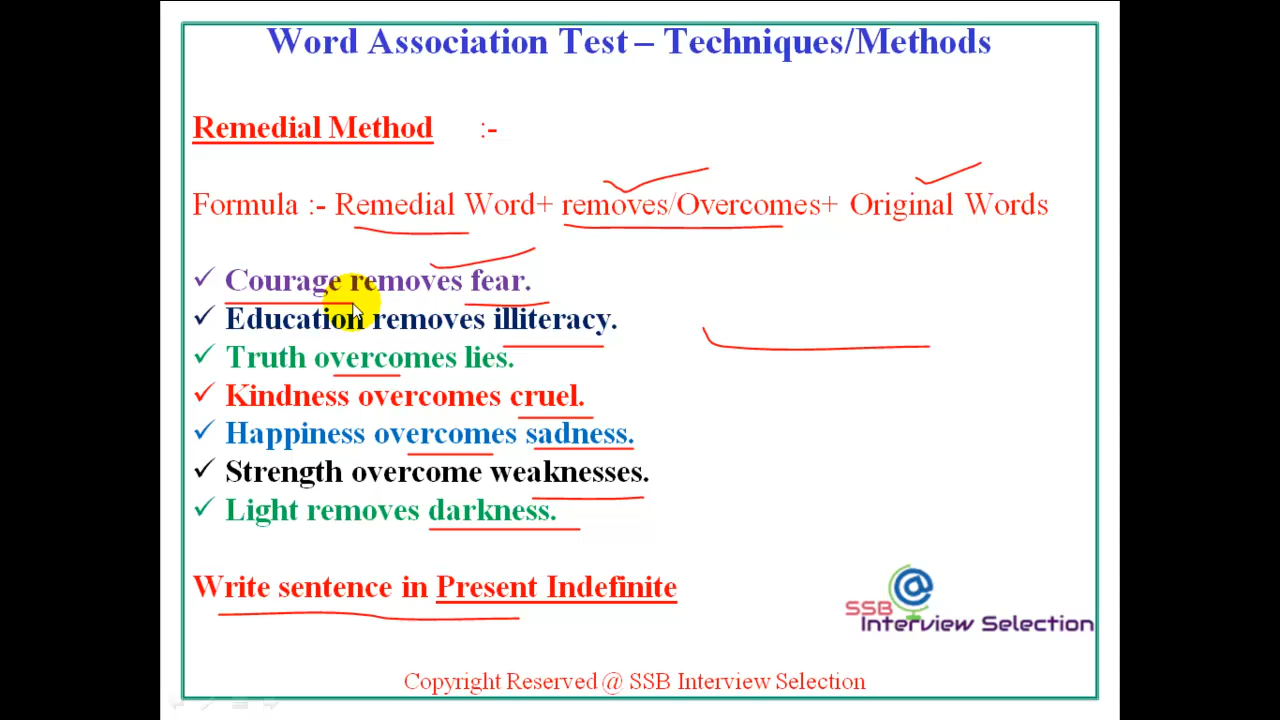 Word Association Test – Techniques/Methods
Remedial Method :-
Formula :- Remedial Word+ removes/Overcomes+ Original Words
Courage removes fear.
Education removes illiteracy.
Truth overcomes lies.
Kindness overcomes cruel.
Happiness overcomes sadness.
Strength overcome weaknesses.
Light removes darkness.
Write sentence in Present Indefinite
@
SSB
Interview Selection
Copyright Reserved @ SSB Interview Selection